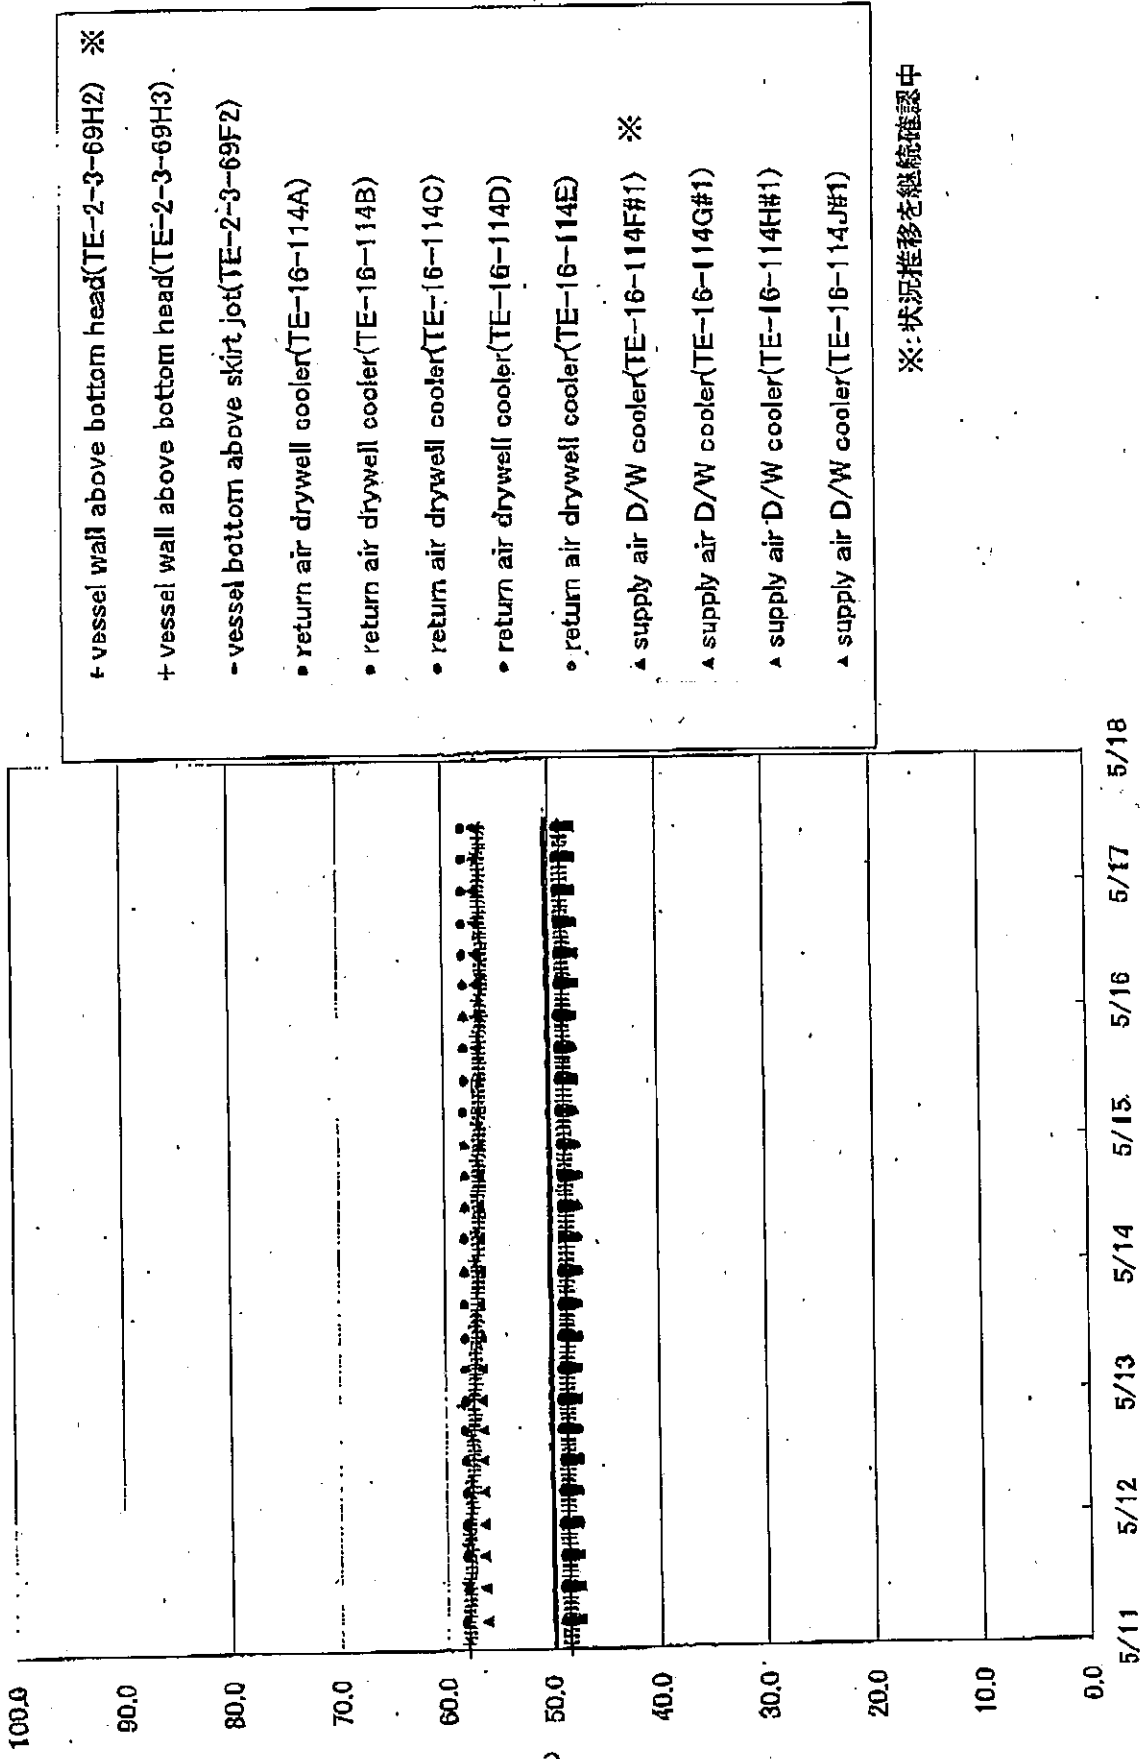 100.0
90.0
80.0
70.0
60.0
50.0
40.0
30.0
20.0
10.0
0.0
5/11 5/12 5/13 5/14 5/15 5/16 5/17 5/18
+ vessel wall above bottom head(TE-2-3-69H2) ※
+ vessel wall above bottom head(TE-2-3-69H3)
- vessel bottom above skirt jot(TE-2-3-69F2)
● return air drywell cooler(TE-16-114A)
● return air drywell cooler(TE-16-114B)
● return air drywell cooler(TE-16-114C)
● return air drywell cooler(TE-16-114D)
● return air drywell cooler(TE-16-114E)
▲ supply air D/W cooler(TE-16-114F#1) ※
▲ supply air D/W cooler(TE-16-114G#1)
▲ supply air D/W cooler(TE-16-114H#1)
▲ supply air D/W cooler(TE-16-114J#1)
※:状況推移を継続確認中